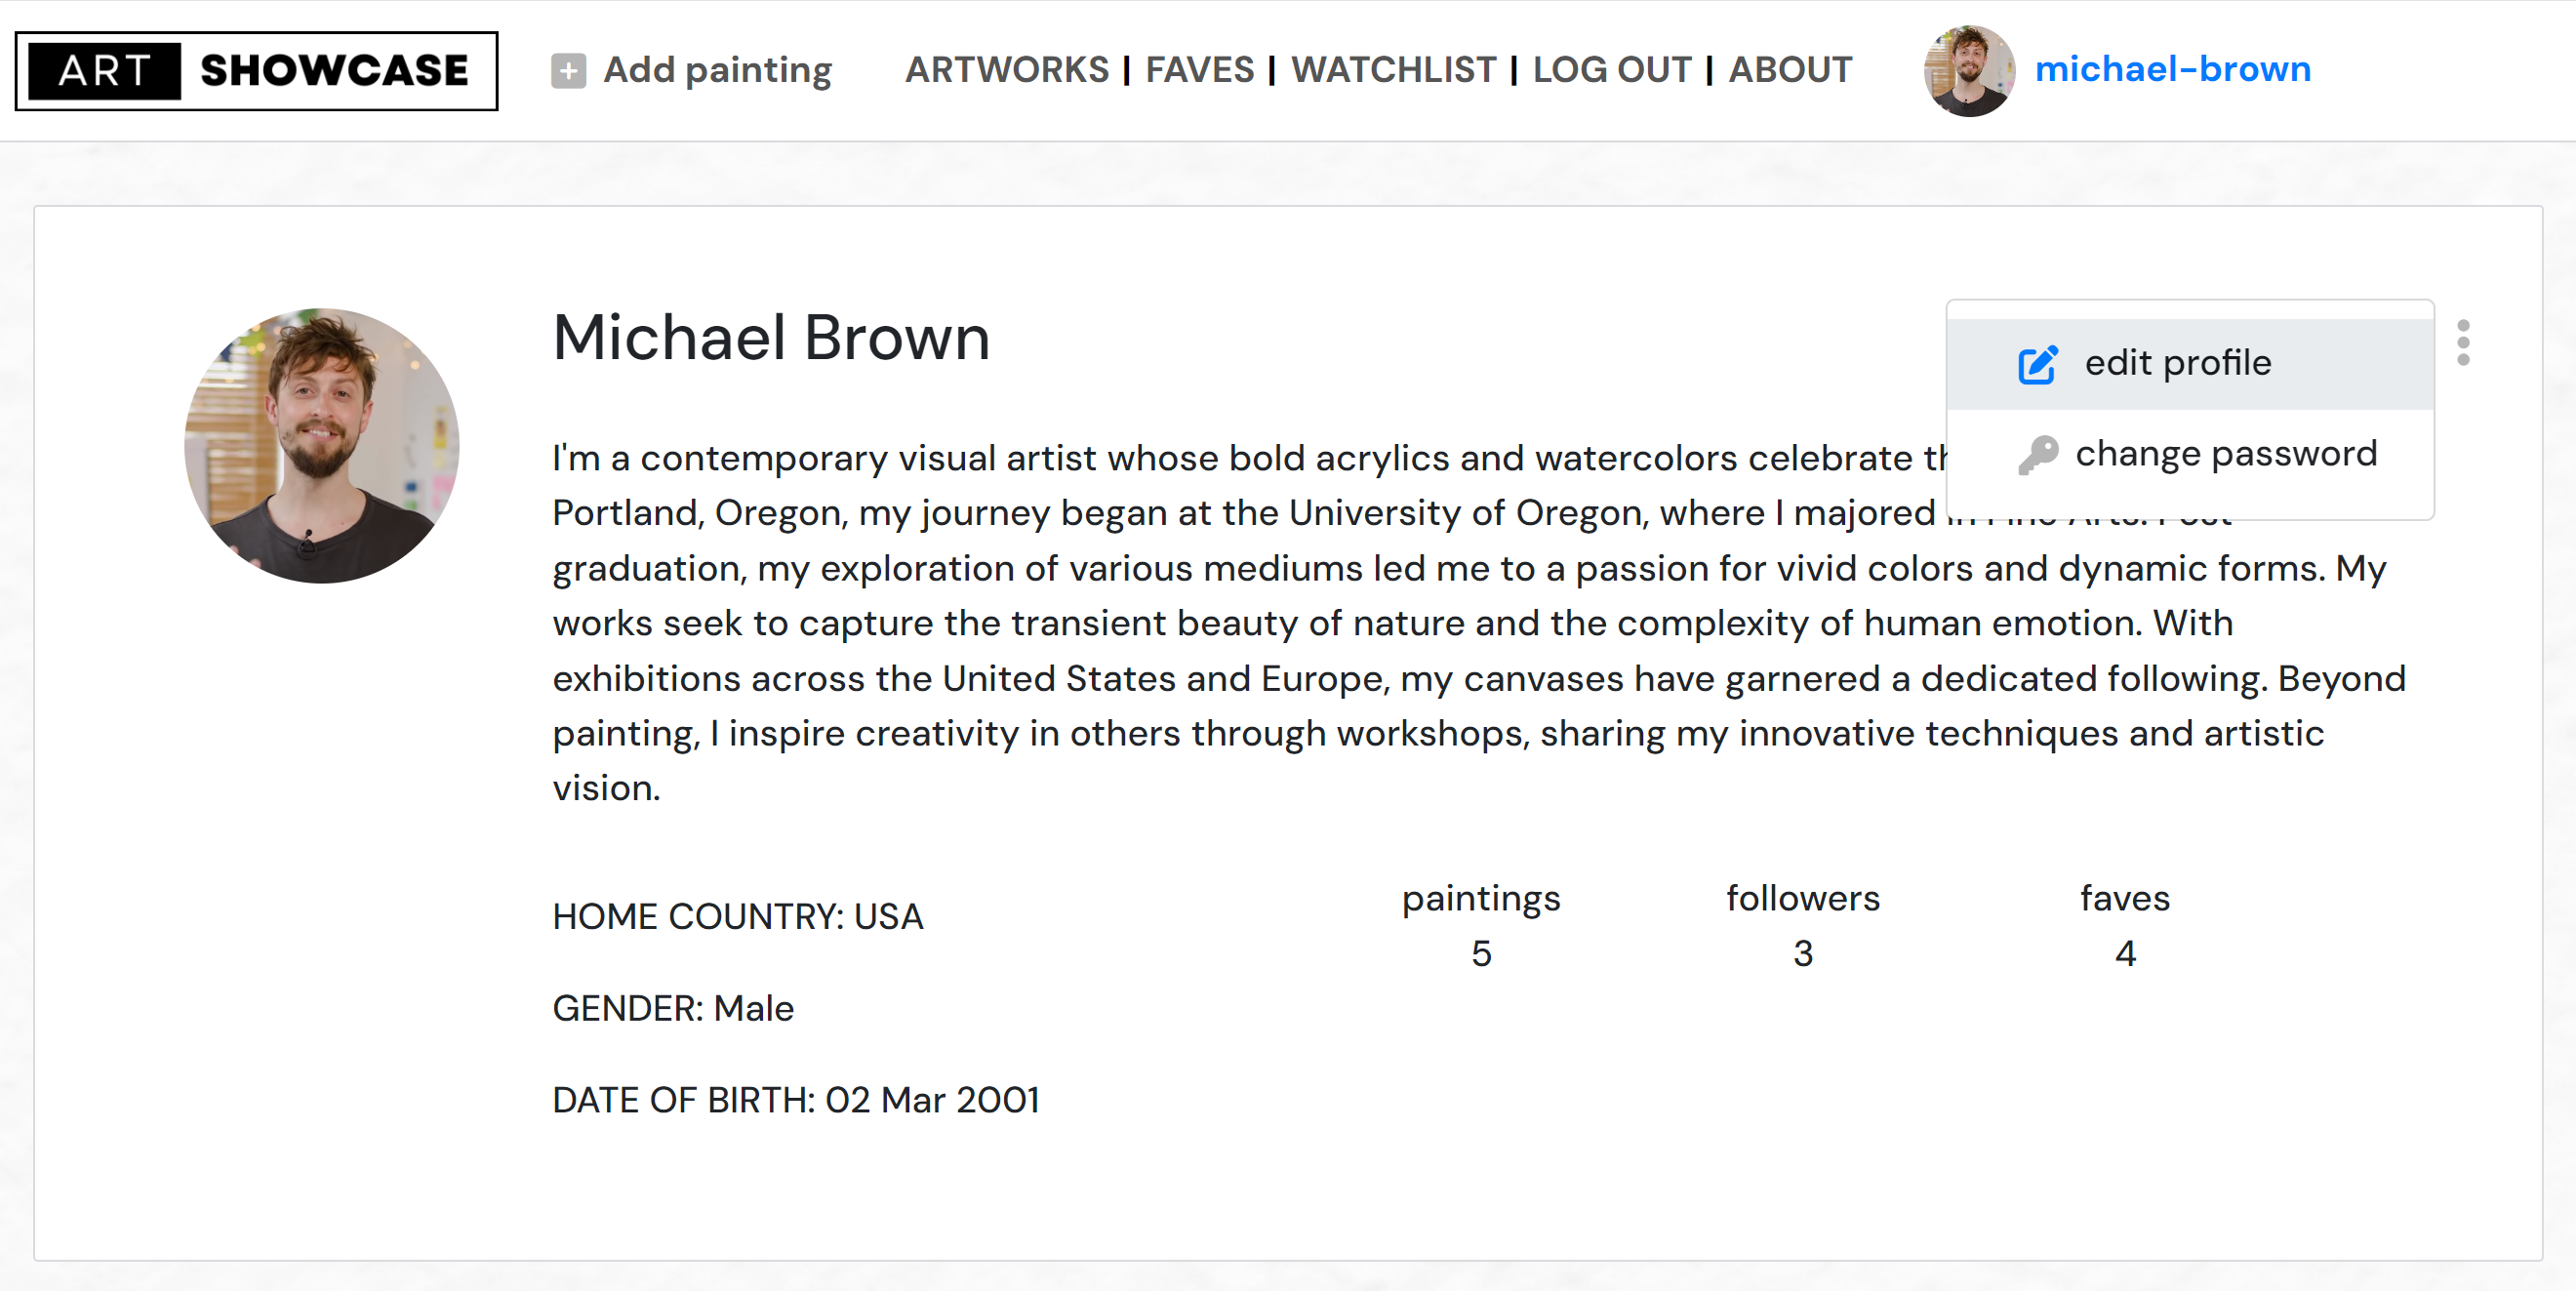 ART SHOWCASE
Add painting
ARTWORKS | FAVES | WATCHLIST | LOG OUT | ABOUT
michael-brown
Michael Brown
edit profile
change password
I'm a contemporary visual artist whose bold acrylics and watercolors celebrate
Portland, Oregon, my journey began at the University of Oregon, where I majored in Fine Arts. Post
graduation, my exploration of various mediums led me to a passion for vivid colors and dynamic forms. My
works seek to capture the transient beauty of nature and the complexity of human emotion. With
exhibitions across the United States and Europe, my canvases have garnered a dedicated following. Beyond
painting, I inspire creativity in others through workshops, sharing my innovative techniques and artistic
vision.
HOME COUNTRY: USA
GENDER: Male
DATE OF BIRTH: 02 Mar 2001
paintings
5
followers
3
faves
4